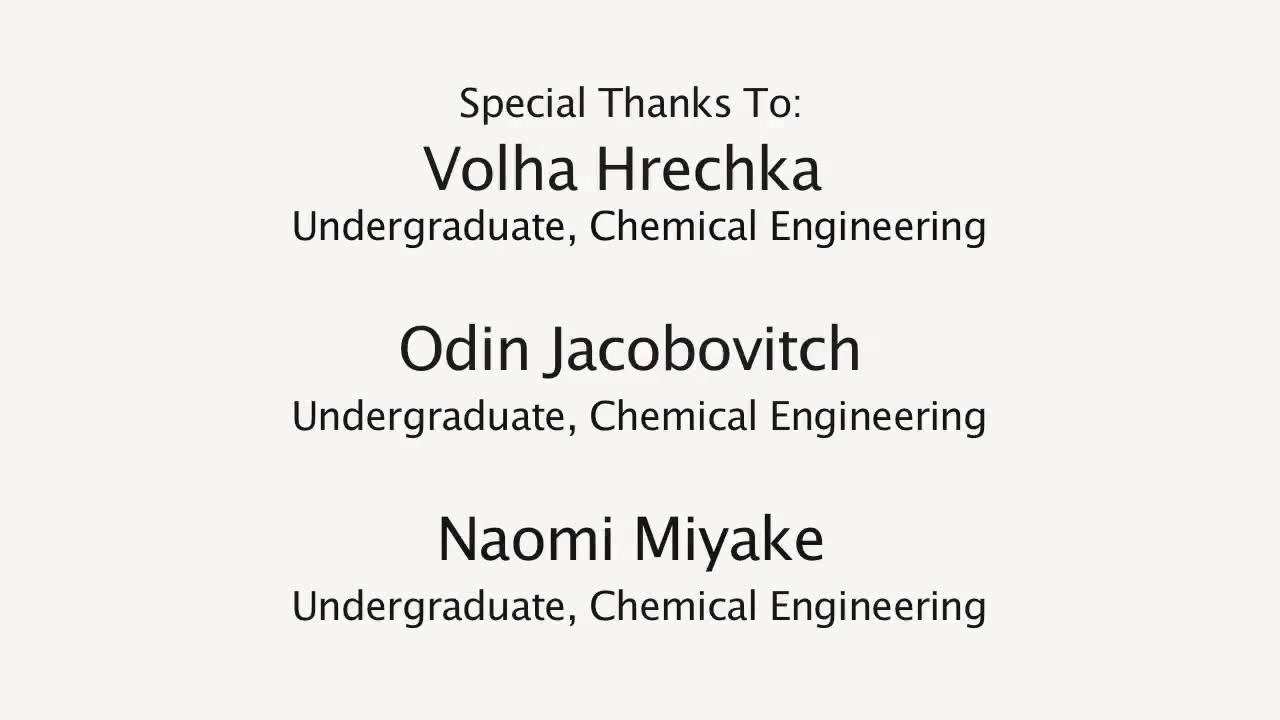 Special Thanks To:
Volha Hrechka
Undergraduate, Chemical Engineering
Odin Jacobovitch
Undergraduate, Chemical Engineering
Naomi Miyake
Undergraduate, Chemical Engineering